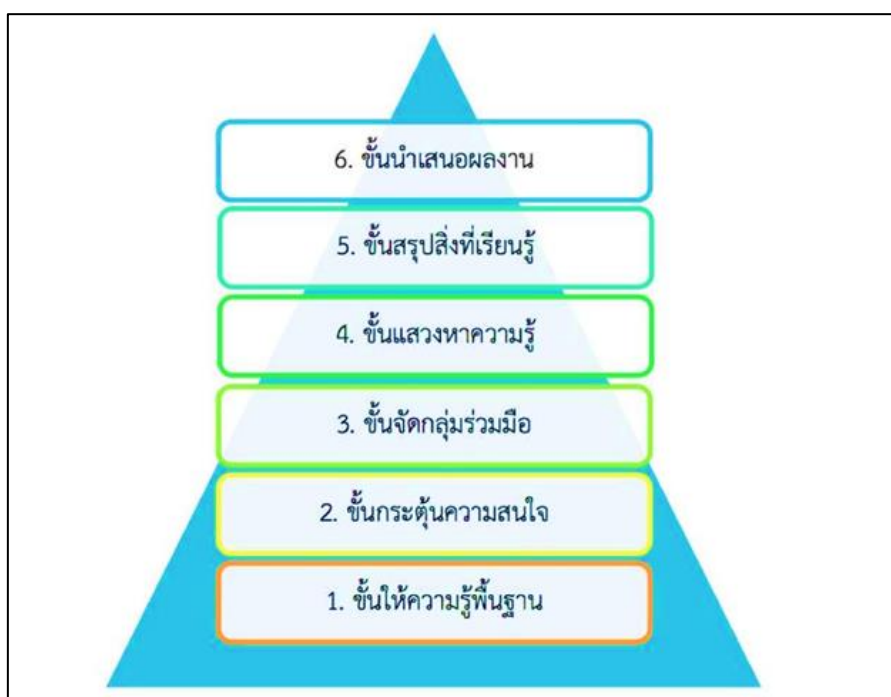 6. ขั้นนำเสนอผลงาน
5. ขั้นสรุปสิ่งที่เรียนรู้
4. ขั้นแสวงหาความรู้
3. ขั้นจัดกลุ่มร่วมมือ
2. ขั้นกระตุ้นความสนใจ
1. ขั้นให้ความรู้พื้นฐาน